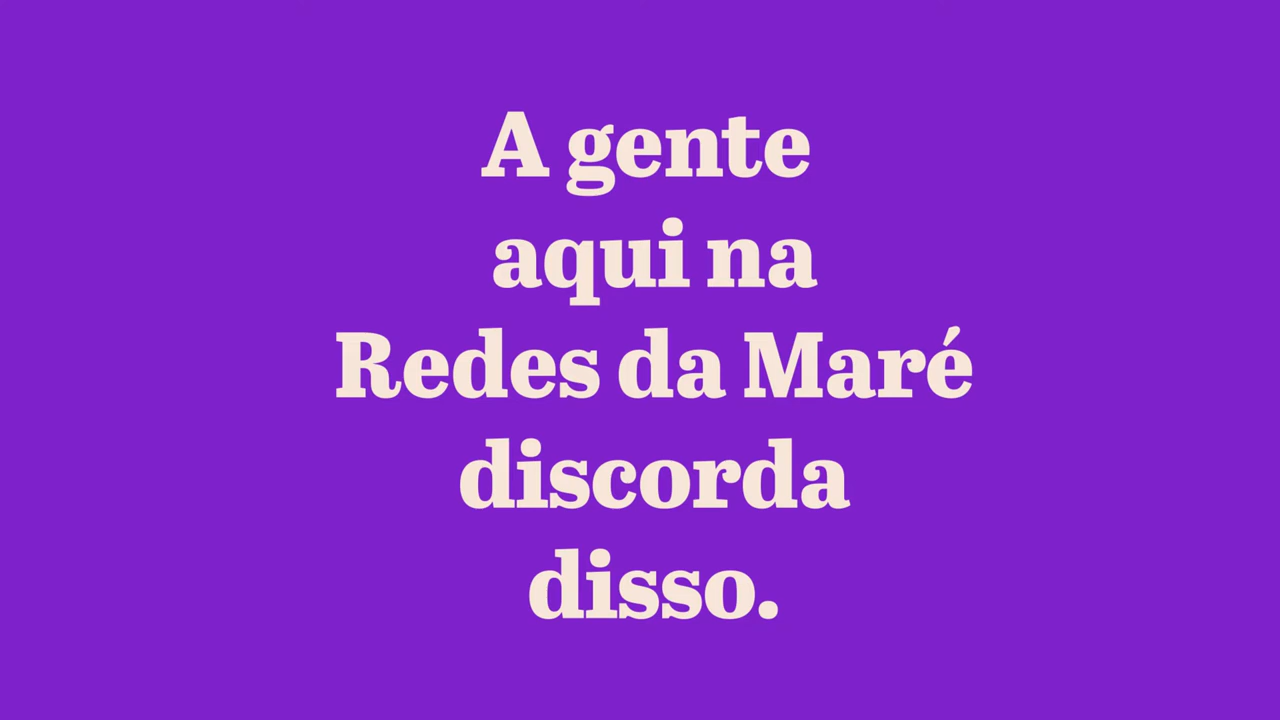 A gente
aqui na
Redes da Maré
discorda
disso.